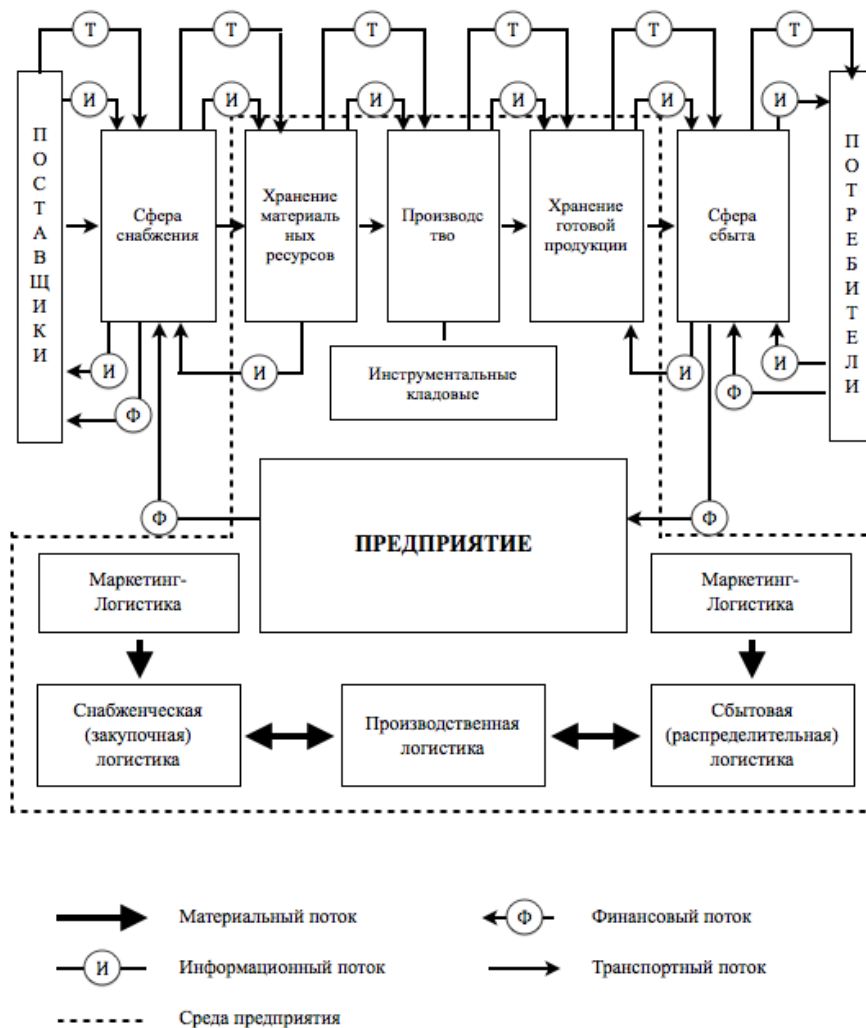 Т Т Т Т Т Т
И И И И И И
ПОСТАВЩИКИ
Сфера
снабжения
Хранение
материаль
ных
ресурсов
Производс
тво
Хранение
готовой
продукции
Сфера
сбыта
ПОТРЕБИТЕЛИ
И
И
И
И
Ф
Ф
Инструментальные
кладовые
Ф
Ф
ПРЕДПРИЯТИЕ
Маркетинг-
Логистика
Маркетинг-
Логистика
Снабженческая
(закупочная)
логистика
Производственная
логистика
Сбытовая
(распределительная)
логистика
Материальный поток
Ф
Финансовый поток
И
Информационный поток
Транспортный поток
Среда предприятия